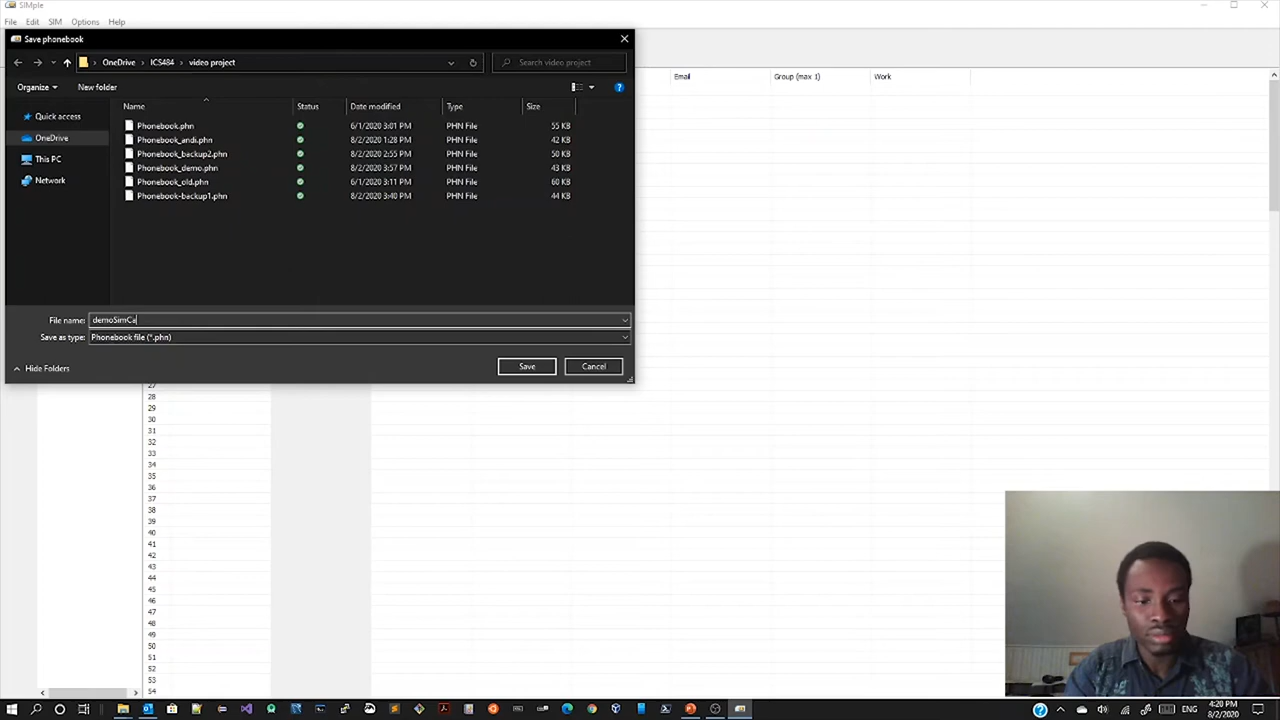 SIMple
File Edit SIM Options Help
Save phonebook
OneDrive ICS484 video project Search video project
Organize New folder
Name Status Date modified Type Size
Quick access
OneDrive
This PC
Network
Phonebook.phn 6/1/2020 3:01 PM PHN File 55 KB
Phonebook_andi.phn 8/2/2020 1:28 PM PHN File 42 KB
Phonebook_backup2.phn 8/2/2020 2:55 PM PHN File 50 KB
Phonebook_demo.phn 8/2/2020 3:57 PM PHN File 43 KB
Phonebook_old.phn 6/1/2020 3:11 PM PHN File 60 KB
Phonebook-backup1.phn 8/2/2020 3:40 PM PHN File 44 KB
File name: demoSimCa
Save as type: Phonebook file (*.phn)
Hide Folders Save Cancel
Email Group (max 1) Work
27
28
29
30
31
32
33
34
35
36
37
38
39
40
41
42
43
44
45
46
47
48
49
50
51
52
53
54
ENG 4:20 PM
8/2/2020